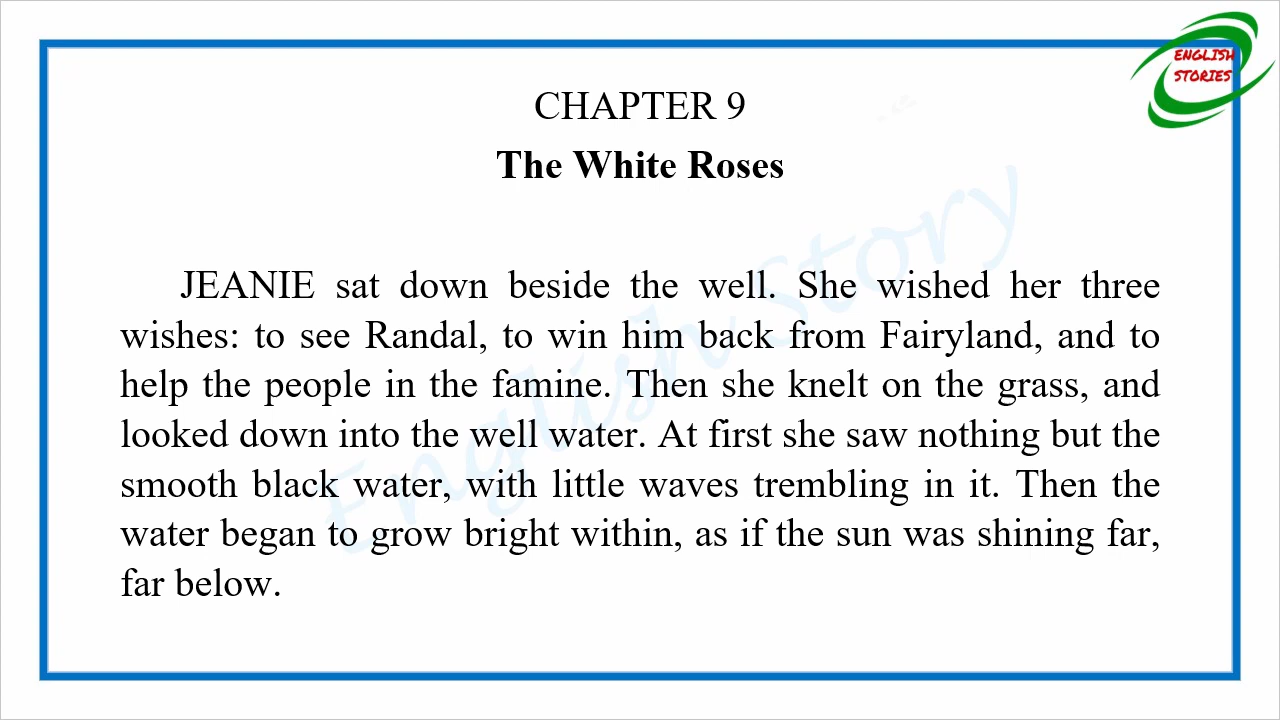 ENGLISH
STORIES
CHAPTER 9
The White Roses
JEANIE sat down beside the well. She wished her three
wishes: to see Randal, to win him back from Fairyland, and to
help the people in the famine. Then she knelt on the grass, and
looked down into the well water. At first she saw nothing but the
smooth black water, with little waves trembling in it. Then the
water began to grow bright within, as if the sun was shining far,
far below.
English Story